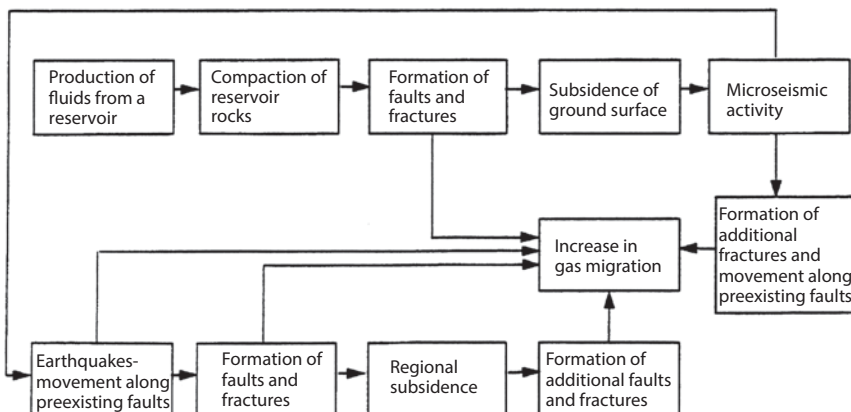 Production of
fluids from a
reservoir
Compaction of
reservoir
rocks
Formation of
faults and
fractures
Subsidence of
ground surface
Microseismic
activity
Increase in
gas migration
Formation of
additional
fractures and
movement along
preexisting faults
Earthquakes-
movement along
preexisting faults
Formation of
faults and
fractures
Regional
subsidence
Formation of
additional faults
and fractures